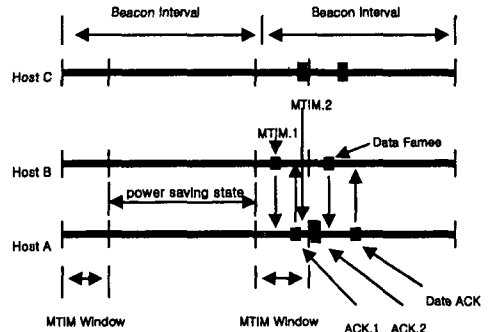 Beacon Interval Beacon Interval
Host C
MTIM.2
MTIM.1
Data Famee
Host B
power saving state
Host A
Date ACK
MTIM Window MTIM Window
ACK.1 ACK.2